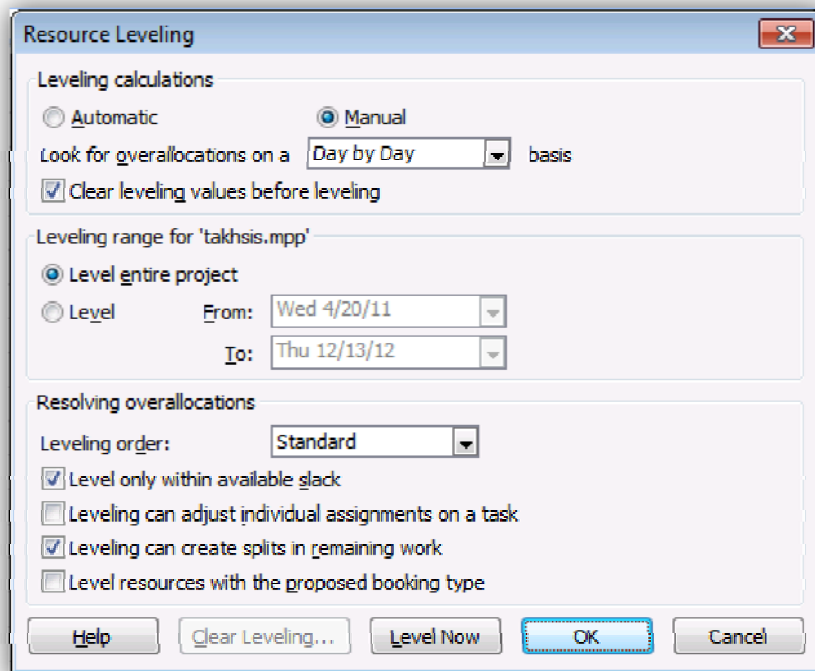 Resource Leveling
Leveling calculations
Automatic Manual
Look for overallocations on a Day by Day basis
Clear leveling values before leveling
Leveling range for 'takhsis.mpp'
Level entire project
Level From: Wed 4/20/11
To: Thu 12/13/12
Resolving overallocations
Leveling order: Standard
Level only within available slack
Leveling can adjust individual assignments on a task
Leveling can create splits in remaining work
Level resources with the proposed booking type
Help Clear Leveling... Level Now OK Cancel